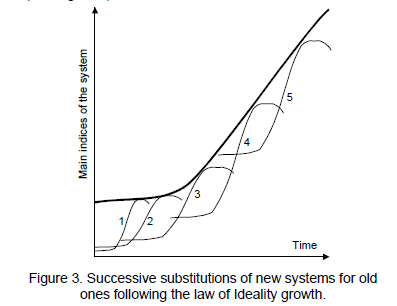 Main indices of the system
5
4
3
1
2
Time
Figure 3. Successive substitutions of new systems for old
ones following the law of Ideality growth.